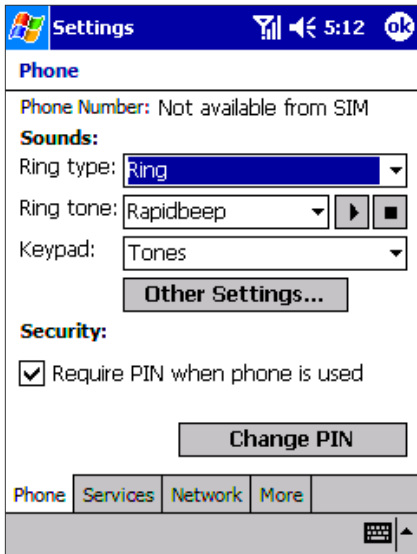 Settings 5:12 ok
Phone
Phone Number: Not available from SIM
Sounds:
Ring type: Ring
Ring tone: Rapidbeep
Keypad: Tones
Other Settings...
Security:
Require PIN when phone is used
Change PIN
Phone Services Network More